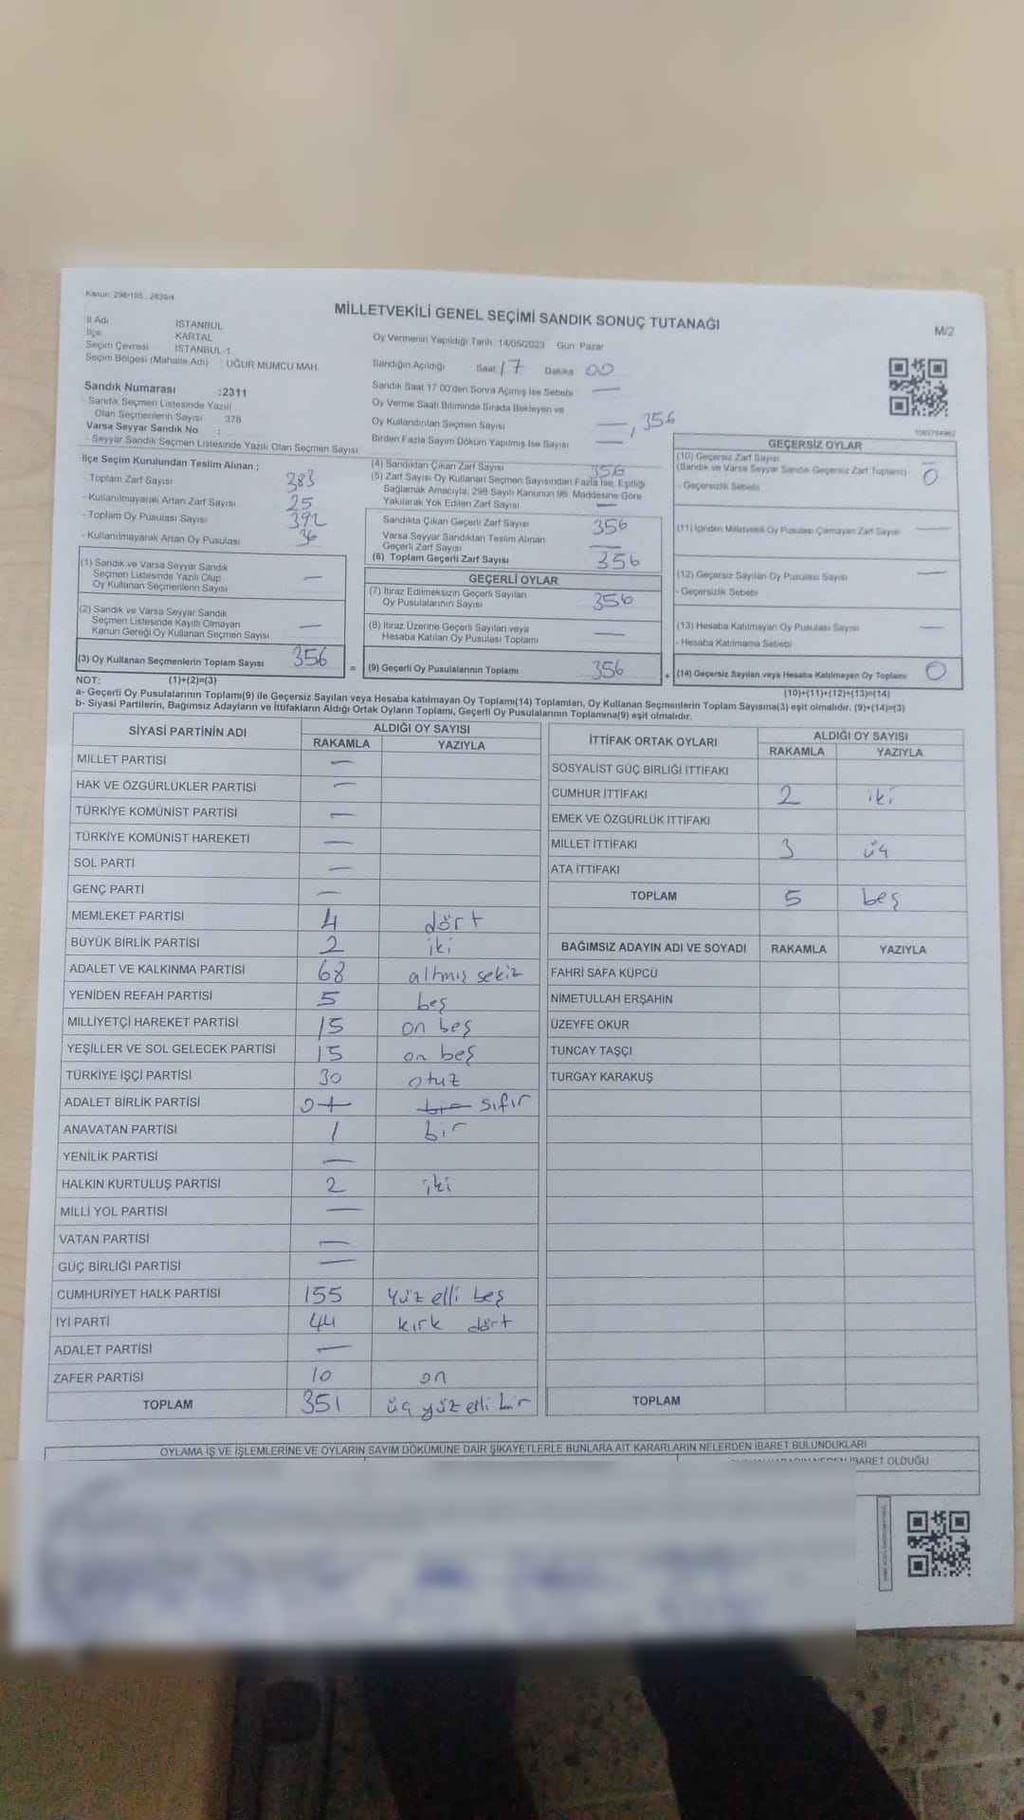 Kanun: 298/105 , 2839/4
MİLLETVEKİLİ GENEL SEÇİMİ SANDIK SONUÇ TUTANAĞI
M/2
İl Adı İSTANBUL
İlçe KARTAL
Seçim Çevresi İSTANBUL-1
Seçim Bölgesi (Mahalle Adı) : UĞUR MUMCU MAH.
Sandık Numarası :2311
- Sandık Seçmen Listesinde Yazılı
Olan Seçmenlerin Sayısı 378
Varsa Seyyar Sandık No :
- Seyyar Sandık Seçmen Listesinde Yazılı Olan Seçmen Sayısı
Oy Vermenin Yapıldığı Tarih: 14/05/2023 Gün: Pazar
Sandığın Açıldığı Saat 17 Dakika 00
Sandık Saat 17:00'den Sonra Açılmış İse Sebebi —
Oy Verme Saati Bitiminde Sırada Bekleyen ve
Oy Kullandırılan Seçmen Sayısı —, 356
Birden Fazla Sayım Döküm Yapılmış İse Sayısı —
İlçe Seçim Kurulundan Teslim Alınan ;
- Toplam Zarf Sayısı 383
- Kullanılmayarak Artan Zarf Sayısı 25
- Toplam Oy Pusulası Sayısı 392
- Kullanılmayarak Artan Oy Pusulası 36
(1) Sandık ve Varsa Seyyar Sandık
Seçmen Listesinde Yazılı Olup
Oy Kullanan Seçmenlerin Sayısı —
(2) Sandık ve Varsa Seyyar Sandık
Seçmen Listesinde Kayıtlı Olmayan
Kanun Gereği Oy Kullanan Seçmen Sayısı —
(3) Oy Kullanan Seçmenlerin Toplam Sayısı 356
(4) Sandıktan Çıkan Zarf Sayısı 356
(5) Zarf Sayısı Oy Kullanan Seçmen Sayısından Fazla İse, Eşitliği
Sağlamak Amacıyla, 298 Sayılı Kanunun 98. Maddesine Göre
Yakılarak Yok Edilen Zarf Sayısı —
Sandıkta Çıkan Geçerli Zarf Sayısı 356
Varsa Seyyar Sandıktan Teslim Alınan
Geçerli Zarf Sayısı —
(6) Toplam Geçerli Zarf Sayısı 356
GEÇERLİ OYLAR
(7) İtiraz Edilmeksizin Geçerli Sayılan
Oy Pusulalarının Sayısı 356
(8) İtiraz Üzerine Geçerli Sayılan veya
Hesaba Katılan Oy Pusulası Toplamı —
= (9) Geçerli Oy Pusulalarının Toplamı 356
GEÇERSİZ OYLAR
(10) Geçersiz Zarf Sayısı
(Sandık ve Varsa Seyyar Sandık Geçersiz Zarf Toplamı) 0
- Geçersizlik Sebebi
(11) İçinden Milletvekili Oy Pusulası Çıkmayan Zarf Sayısı —
(12) Geçersiz Sayılan Oy Pusulası Sayısı —
- Geçersizlik Sebebi
(13) Hesaba Katılmayan Oy Pusulası Sayısı —
- Hesaba Katılmama Sebebi
+ (14) Geçersiz Sayılan veya Hesaba Katılmayan Oy Toplamı 0
NOT: (1)+(2)=(3) (10)+(11)+(12)+(13)=(14)
a- Geçerli Oy Pusulalarının Toplamı(9) ile Geçersiz Sayılan veya Hesaba katılmayan Oy Toplamı(14) Toplamları, Oy Kullanan Seçmenlerin Toplam Sayısına(3) eşit olmalıdır. (9)+(14)=(3)
b- Siyasi Partilerin, Bağımsız Adayların ve İttifakların Aldığı Ortak Oyların Toplamı, Geçerli Oy Pusulalarının Toplamına(9) eşit olmalıdır.
SİYASİ PARTİNİN ADI ALDIĞI OY SAYISI
RAKAMLA YAZIYLA
MİLLET PARTİSİ —
HAK VE ÖZGÜRLÜKLER PARTİSİ —
TÜRKİYE KOMÜNİST PARTİSİ —
TÜRKİYE KOMÜNİST HAREKETİ —
SOL PARTİ —
GENÇ PARTİ —
MEMLEKET PARTİSİ 4 dört
BÜYÜK BİRLİK PARTİSİ 2 iki
ADALET VE KALKINMA PARTİSİ 68 altmış sekiz
YENİDEN REFAH PARTİSİ 5 beş
MİLLİYETÇİ HAREKET PARTİSİ 15 on beş
YEŞİLLER VE SOL GELECEK PARTİSİ 15 on beş
TÜRKİYE İŞÇİ PARTİSİ 30 otuz
ADALET BİRLİK PARTİSİ 0 1 bir sıfır
ANAVATAN PARTİSİ 1 bir
YENİLİK PARTİSİ —
HALKIN KURTULUŞ PARTİSİ 2 iki
MİLLİ YOL PARTİSİ —
VATAN PARTİSİ —
GÜÇ BİRLİĞİ PARTİSİ —
CUMHURİYET HALK PARTİSİ 155 yüz elli beş
İYİ PARTİ 44 kırk dört
ADALET PARTİSİ —
ZAFER PARTİSİ 10 on
TOPLAM 351 üç yüz elli bir
İTTİFAK ORTAK OYLARI ALDIĞI OY SAYISI
RAKAMLA YAZIYLA
SOSYALİST GÜÇ BİRLİĞİ İTTİFAKI
CUMHUR İTTİFAKI 2 iki
EMEK VE ÖZGÜRLÜK İTTİFAKI
MİLLET İTTİFAKI 3 üç
ATA İTTİFAKI
TOPLAM 5 beş
BAĞIMSIZ ADAYIN ADI VE SOYADI RAKAMLA YAZIYLA
FAHRİ SAFA KÜPCÜ
NİMETULLAH ERŞAHİN
ÜZEYFE OKUR
TUNCAY TAŞÇI
TURGAY KARAKUŞ
TOPLAM
OYLAMA İŞ VE İŞLEMLERİNE VE OYLARIN SAYIM DÖKÜMÜNE DAİR ŞİKAYETLERLE BUNLARA AİT KARARLARIN NELERDEN İBARET BULUNDUKLARI
İBARET OLDUĞU